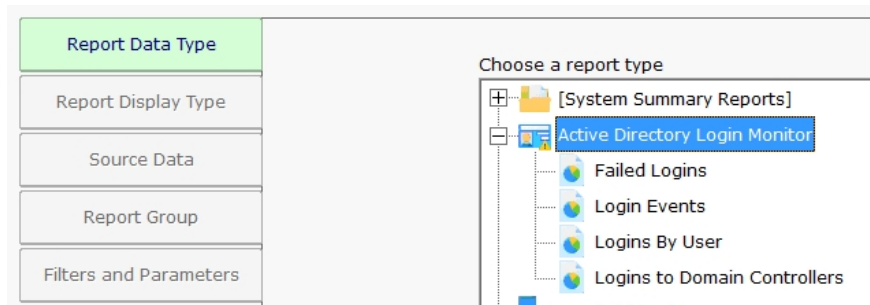 Report Data Type
Report Display Type
Source Data
Report Group
Filters and Parameters
Choose a report type
[System Summary Reports]
Active Directory Login Monitor
Failed Logins
Login Events
Logins By User
Logins to Domain Controllers